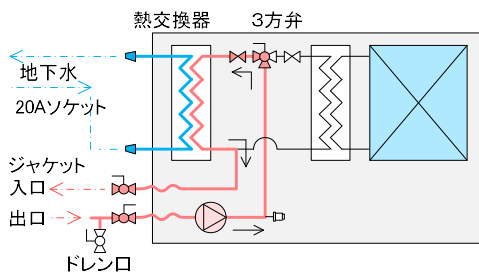 熱交換器
3方弁
地下水
20Aソケット
ジャケット
入口
出口
ドレン口